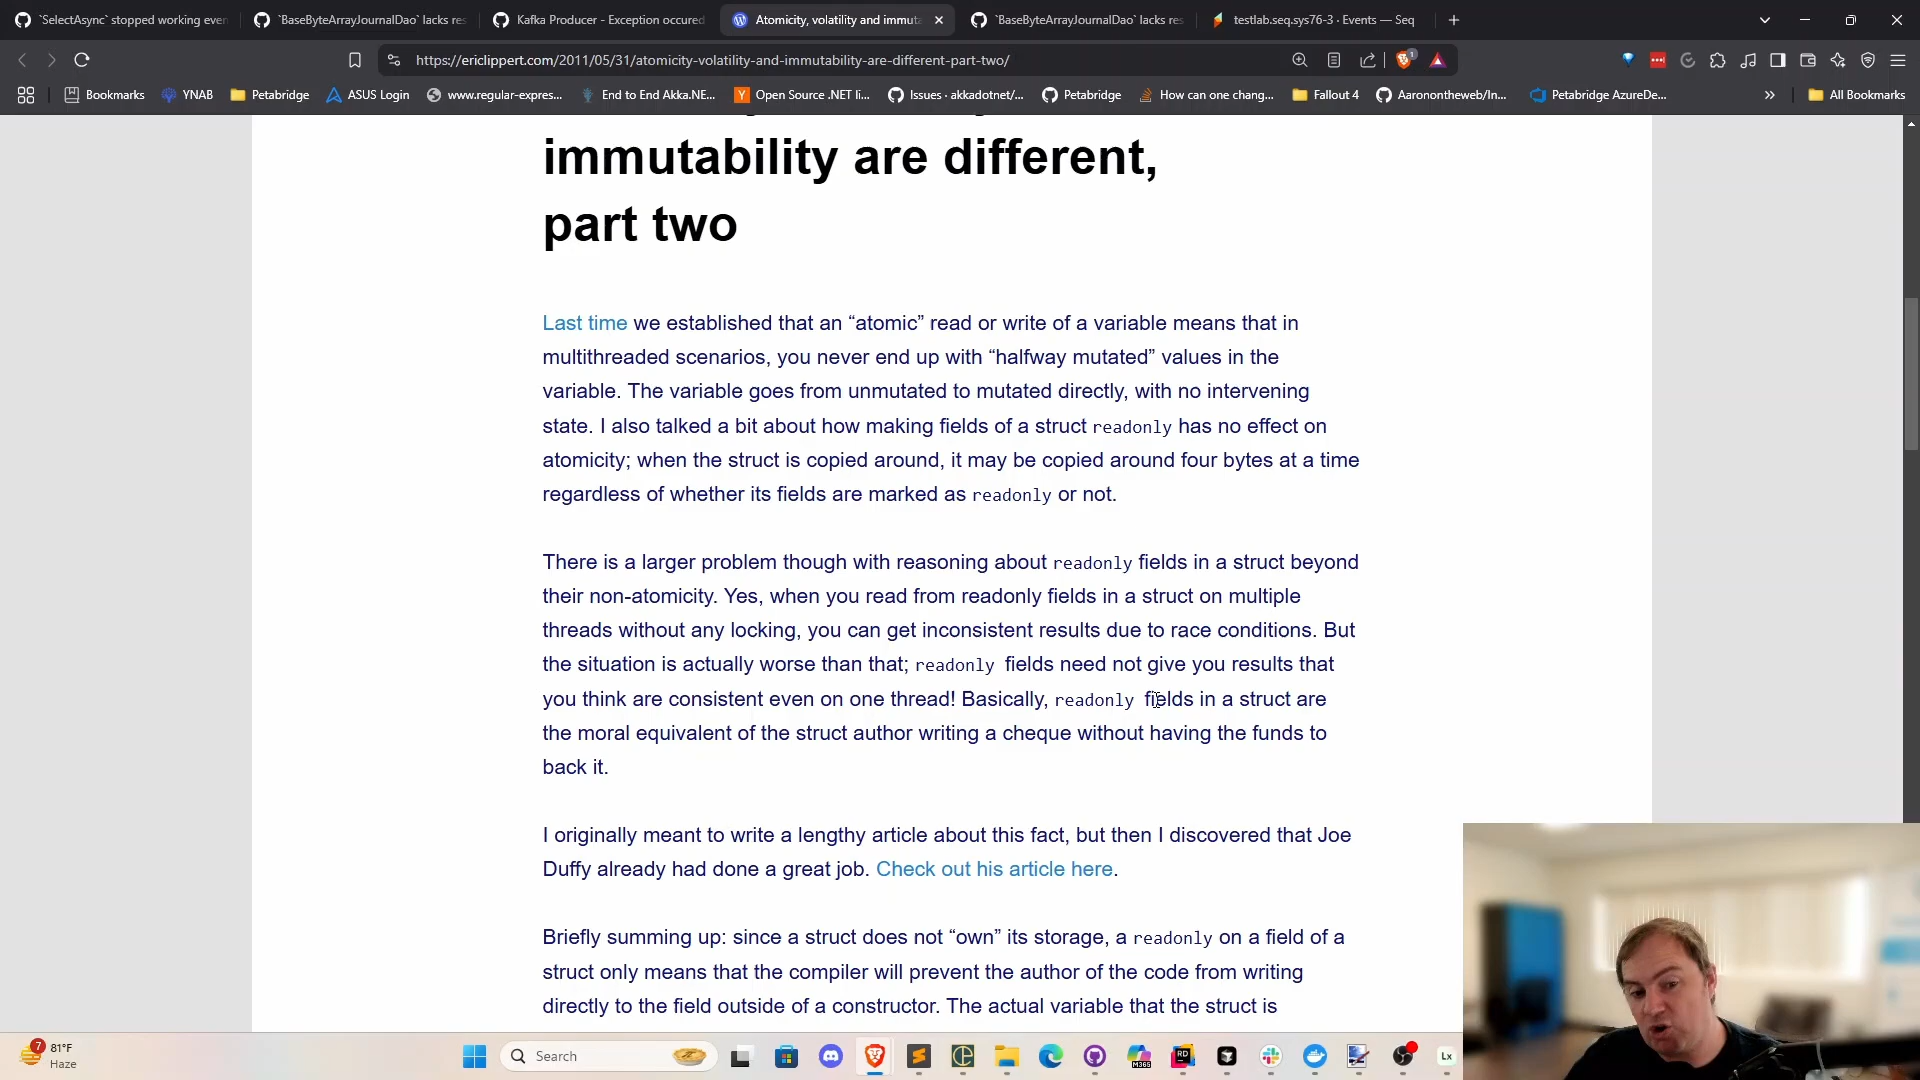 `SelectAsync` stopped working even
`BaseByteArrayJournalDao` lacks res
Kafka Producer - Exception occured
Atomicity, volatility and immuta
`BaseByteArrayJournalDao` lacks res
testlab.seq.sys76-3 · Events — Seq
https://ericlippert.com/2011/05/31/atomicity-volatility-and-immutability-are-different-part-two/
1
Bookmarks
YNAB
Petabridge
ASUS Login
www.regular-expres...
End to End Akka.NE...
Open Source .NET li...
Issues · akkadotnet/...
Petabridge
How can one chang...
Fallout 4
Aaronontheweb/In...
Petabridge AzureDe...
All Bookmarks
immutability are different,
part two
Last time we established that an “atomic” read or write of a variable means that in
multithreaded scenarios, you never end up with “halfway mutated” values in the
variable. The variable goes from unmutated to mutated directly, with no intervening
state. I also talked a bit about how making fields of a struct readonly has no effect on
atomicity; when the struct is copied around, it may be copied around four bytes at a time
regardless of whether its fields are marked as readonly or not.
There is a larger problem though with reasoning about readonly fields in a struct beyond
their non-atomicity. Yes, when you read from readonly fields in a struct on multiple
threads without any locking, you can get inconsistent results due to race conditions. But
the situation is actually worse than that; readonly fields need not give you results that
you think are consistent even on one thread! Basically, readonly fields in a struct are
the moral equivalent of the struct author writing a cheque without having the funds to
back it.
I originally meant to write a lengthy article about this fact, but then I discovered that Joe
Duffy already had done a great job. Check out his article here.
Briefly summing up: since a struct does not “own” its storage, a readonly on a field of a
struct only means that the compiler will prevent the author of the code from writing
directly to the field outside of a constructor. The actual variable that the struct is
7
81°F
Haze
Search
M365
RD
Lx